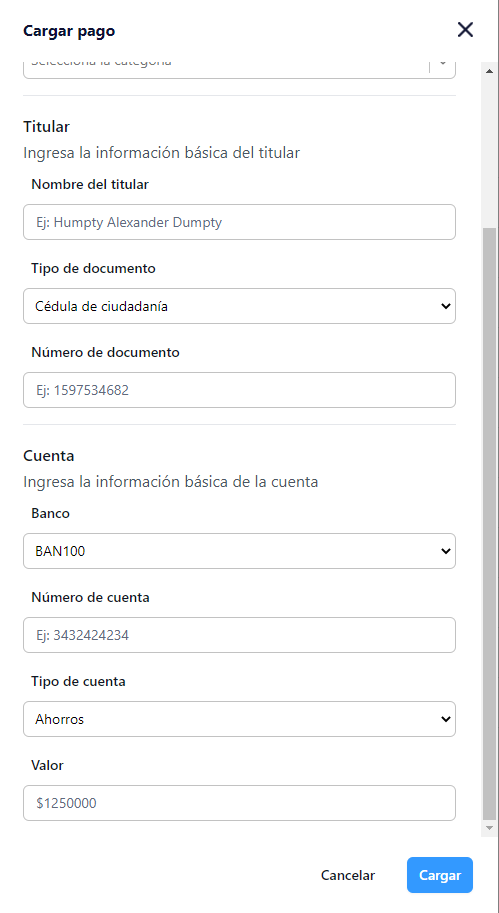 Cargar pago
Selecciona la categoría
Titular
Ingresa la información básica del titular
Nombre del titular
Ej: Humpty Alexander Dumpty
Tipo de documento
Cédula de ciudadanía
Número de documento
Ej: 1597534682
Cuenta
Ingresa la información básica de la cuenta
Banco
BAN100
Número de cuenta
Ej: 3432424234
Tipo de cuenta
Ahorros
Valor
$1250000
Cancelar
Cargar